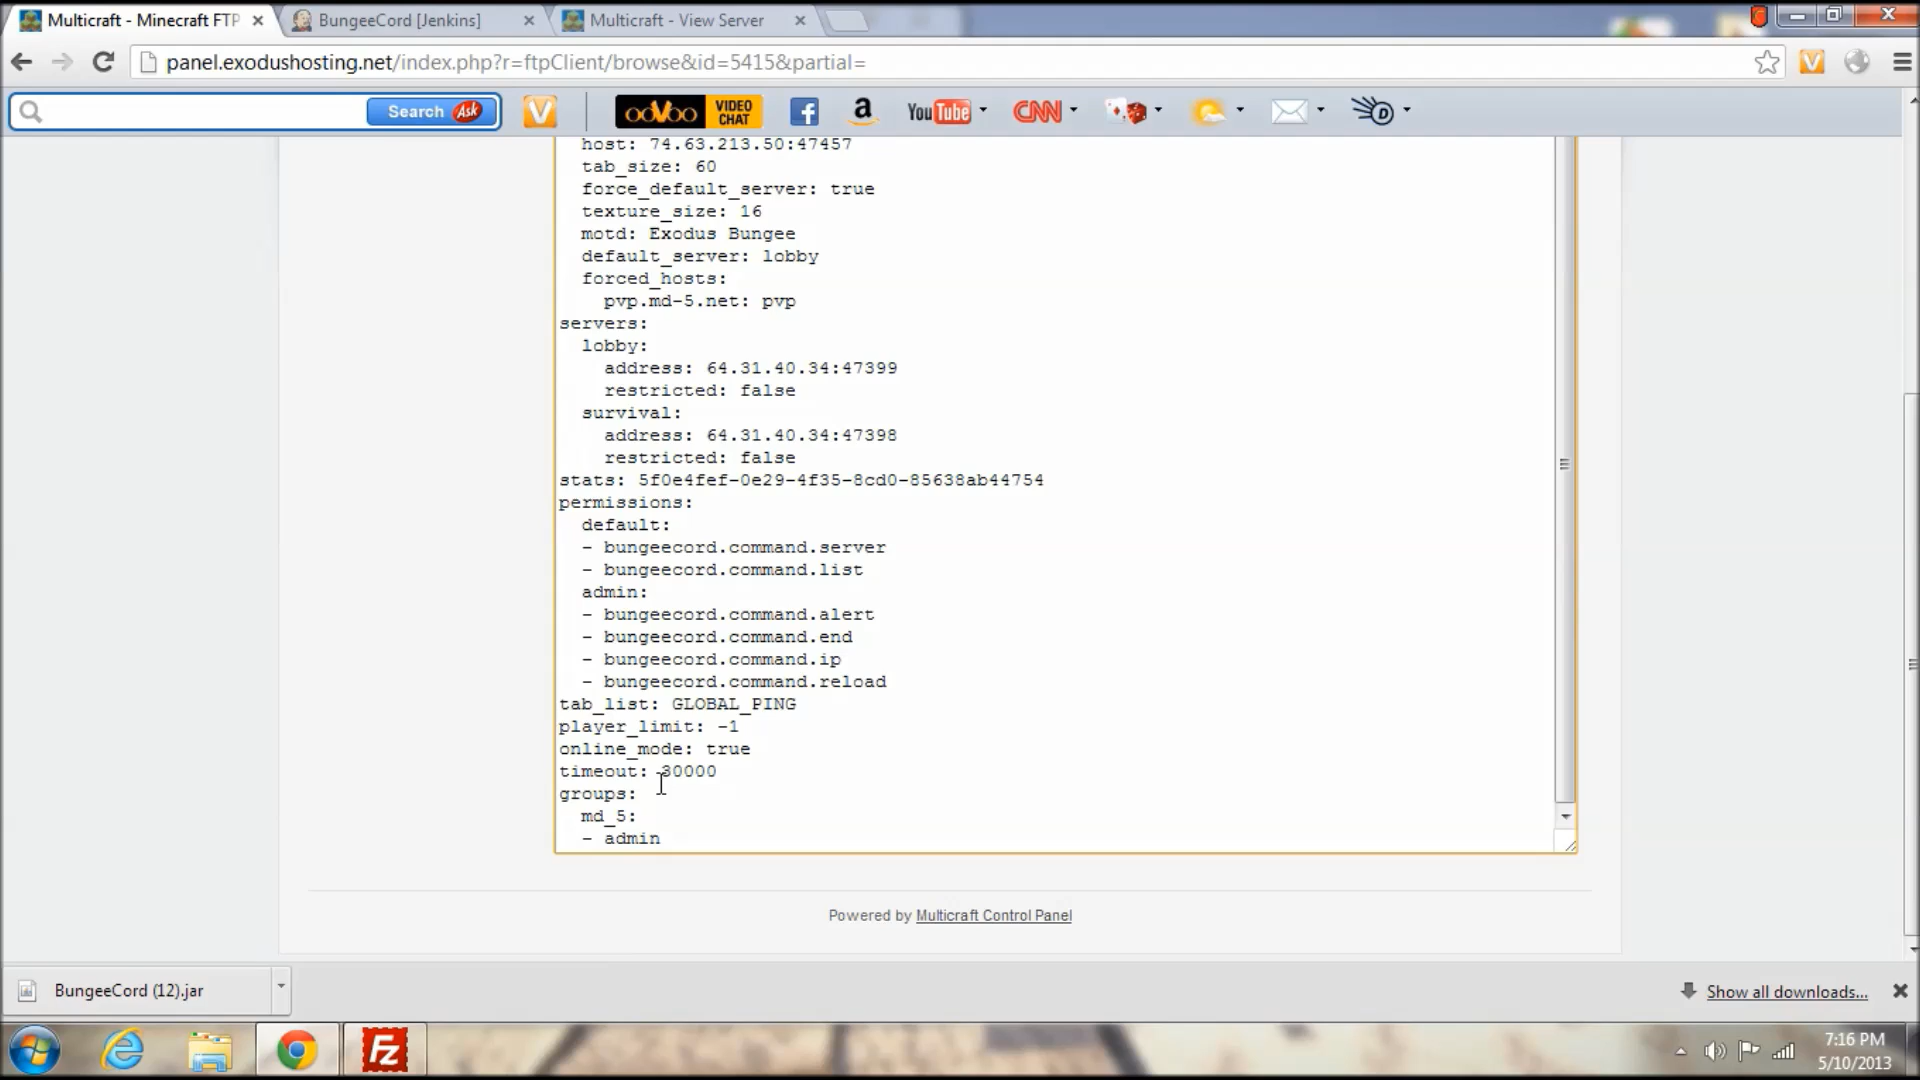 Multicraft - Minecraft FTP
BungeeCord [Jenkins]
Multicraft - View Server
panel.exodushosting.net/index.php?r=ftpClient/browse&id=5415&partial=
Search Ask
ooVoo VIDEO CHAT
YouTube
CNN
host: 74.63.213.50:47457
tab_size: 60
force_default_server: true
texture_size: 16
motd: Exodus Bungee
default_server: lobby
forced_hosts:
pvp.md-5.net: pvp
servers:
lobby:
address: 64.31.40.34:47399
restricted: false
survival:
address: 64.31.40.34:47398
restricted: false
stats: 5f0e4fef-0e29-4f35-8cd0-85638ab44754
permissions:
default:
- bungeecord.command.server
- bungeecord.command.list
admin:
- bungeecord.command.alert
- bungeecord.command.end
- bungeecord.command.ip
- bungeecord.command.reload
tab_list: GLOBAL_PING
player_limit: -1
online_mode: true
timeout: 30000
groups:
md_5:
- admin
Powered by Multicraft Control Panel
BungeeCord (12).jar
Show all downloads...
7:16 PM
5/10/2013